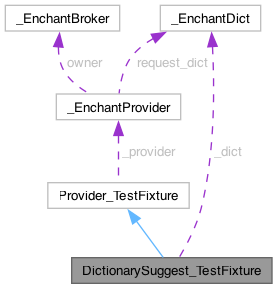 _EnchantBroker
_EnchantDict
owner
request_dict
_EnchantProvider
_provider
_dict
Provider_TestFixture
DictionarySuggest_TestFixture